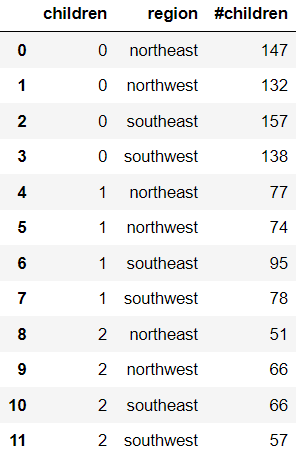 children region #children
0 0 northeast 147
1 0 northwest 132
2 0 southeast 157
3 0 southwest 138
4 1 northeast 77
5 1 northwest 74
6 1 southeast 95
7 1 southwest 78
8 2 northeast 51
9 2 northwest 66
10 2 southeast 66
11 2 southwest 57